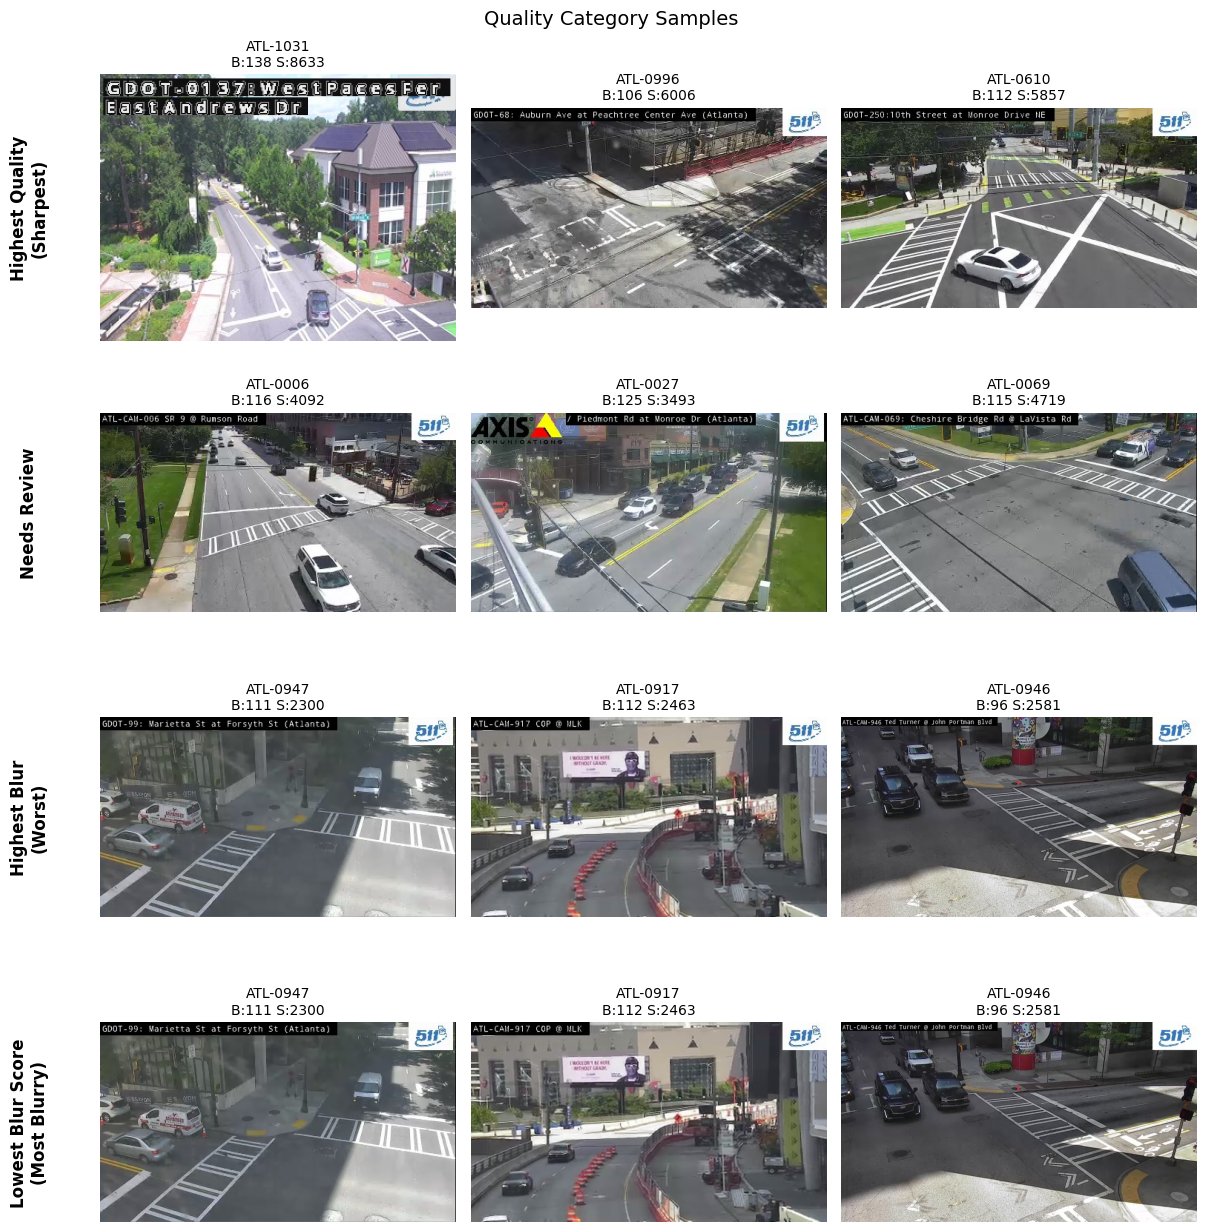 Quality Category Samples
ATL-1031
B:138 S:8633
ATL-0996
B:106 S:6006
ATL-0610
B:112 S:5857
Highest Quality
(Sharpest)
GDOT-0137:WestPacesFer
EastAndrewsDr
GDOT-68: Auburn Ave at Peachtree Center Ave (Atlanta)
511
GDOT-250:10th Street at Monroe Drive NE
511
ATL-0006
B:116 S:4092
ATL-0027
B:125 S:3493
ATL-0069
B:115 S:4719
Needs Review
ATL-CAM-006 SR 9 @ Rumson Road
511
AXIS
COMMUNICATIONS
/ Piedmont Rd at Monroe Dr (Atlanta)
511
ATL-CAM-069: Cheshire Bridge Rd @ LaVista Rd
511
ATL-0947
B:111 S:2300
ATL-0917
B:112 S:2463
ATL-0946
B:96 S:2581
Highest Blur
(Worst)
GDOT-99: Marietta St at Forsyth St (Atlanta)
511
ATL-CAM-917 COP @ MLK
511
ATL-CAM-946 Ted Turner @ John Portman Blvd
511
ATL-0947
B:111 S:2300
ATL-0917
B:112 S:2463
ATL-0946
B:96 S:2581
Lowest Blur Score
(Most Blurry)
GDOT-99: Marietta St at Forsyth St (Atlanta)
511
ATL-CAM-917 COP @ MLK
511
ATL-CAM-946 Ted Turner @ John Portman Blvd
511